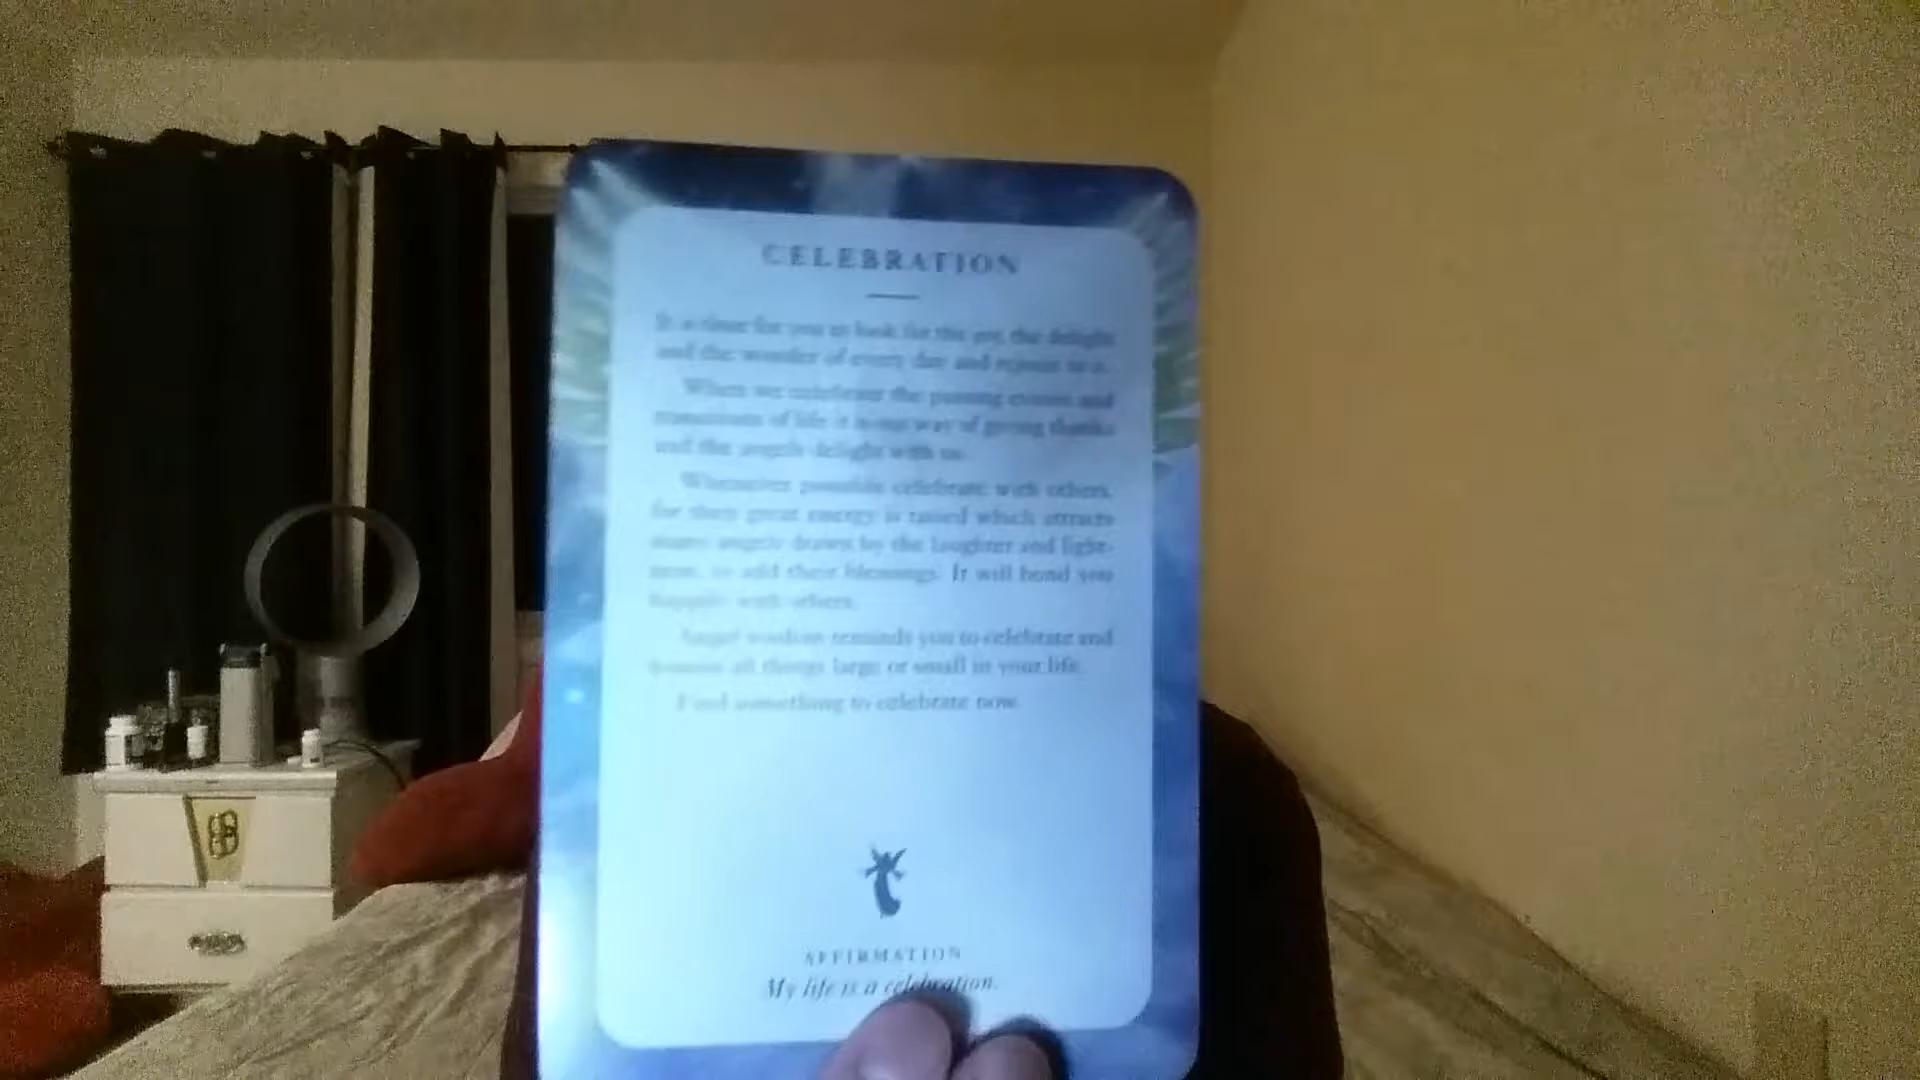 CELEBRATION
It is time for you to look for the joy, the delight
and the wonder of every day and rejoice in it.
When we celebrate the passing events and
transitions of life it is our way of giving thanks
and the angels delight with us.
Whenever possible celebrate with others,
for then great energy is raised which attracts
many angels drawn by the laughter and light-
ness, to add their blessings. It will bond you
happily with others.
Angel wisdom reminds you to celebrate and
all things large or small in your life.
Find something to celebrate now.
AFFIRMATION
My life is a celebration.